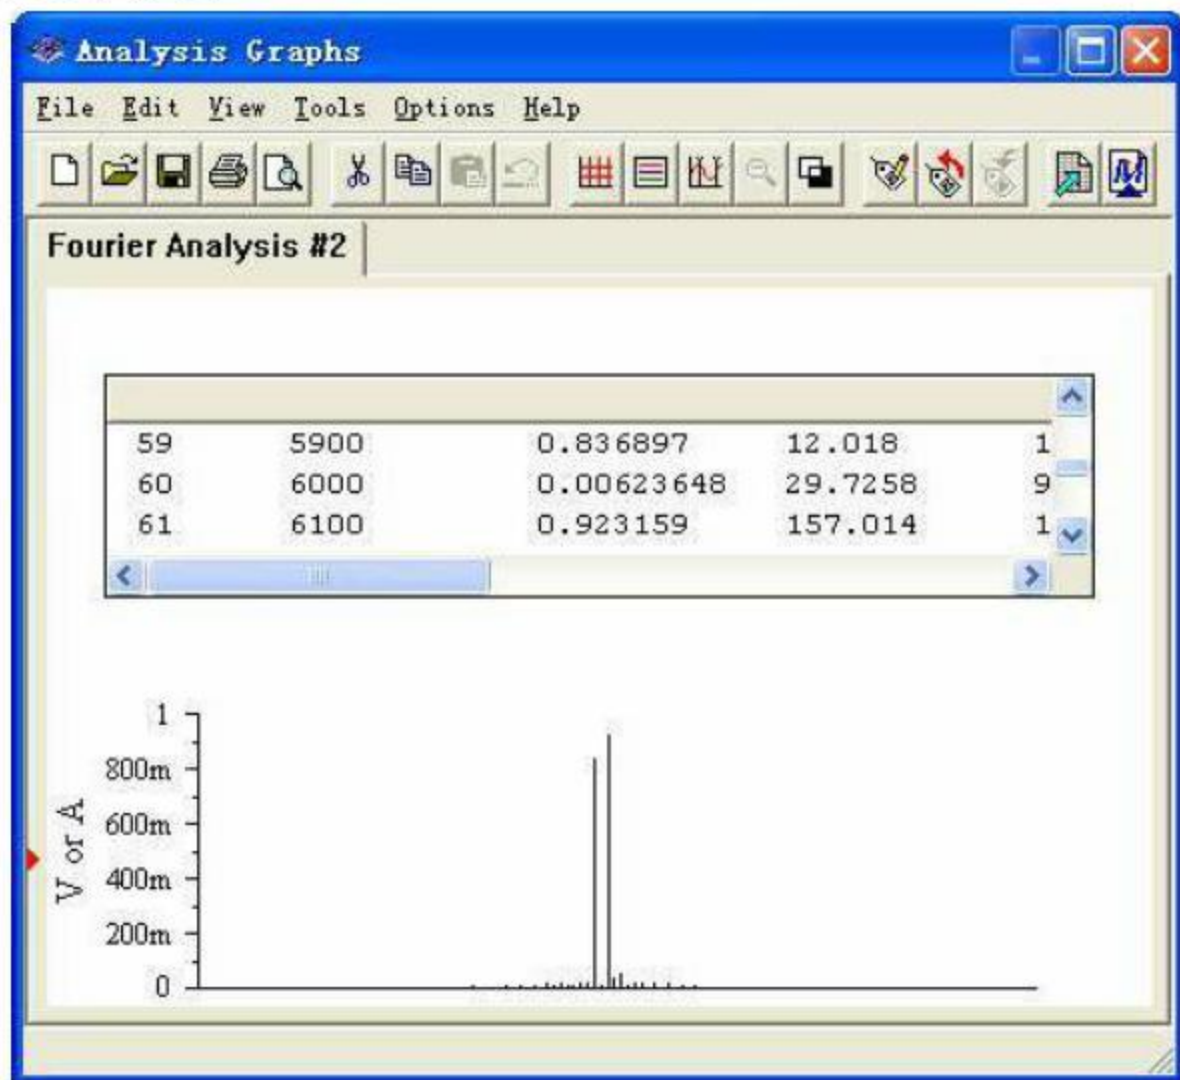 Analysis Graphs
File Edit View Tools Options Help
Fourier Analysis #2
59 5900 0.836897 12.018 1
60 6000 0.00623648 29.7258 9
61 6100 0.923159 157.014 1
1
800m
600m
400m
200m
0
V or A